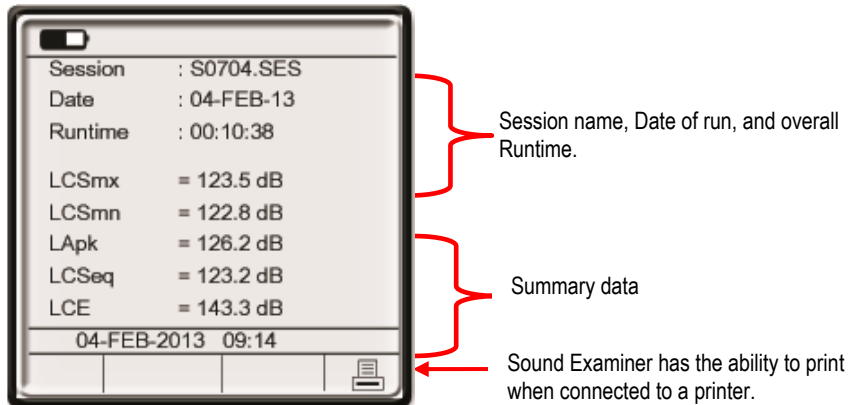 Session : S0704.SES
Date : 04-FEB-13
Runtime : 00:10:38
LCSmx = 123.5 dB
LCSmn = 122.8 dB
LApk = 126.2 dB
LCSeq = 123.2 dB
LCE = 143.3 dB
04-FEB-2013 09:14
Session name, Date of run, and overall
Runtime.
Summary data
Sound Examiner has the ability to print
when connected to a printer.